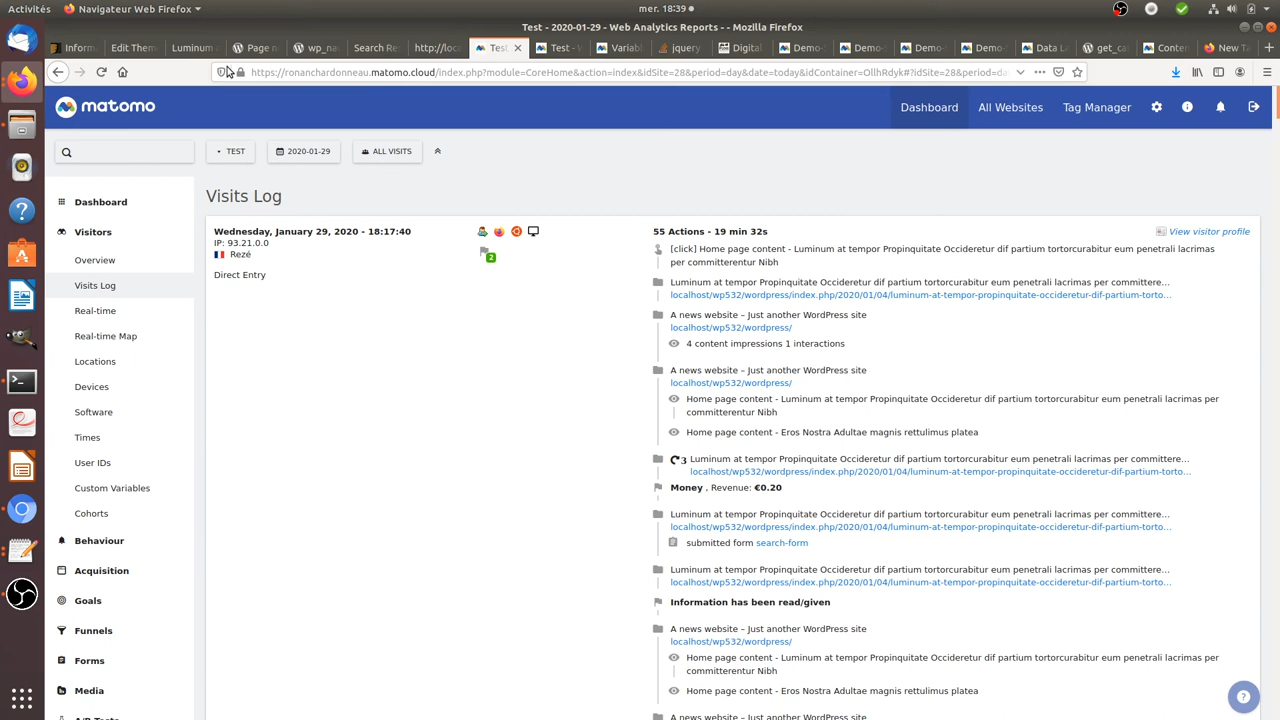 Activités
Navigateur Web Firefox
mer. 18:39
Test - 2020-01-29 - Web Analytics Reports - - Mozilla Firefox
Inform
Edit Them
Luminum
Page n
wp_ne
Search Re
http://loca
Test
Test - 
Variabl
jquery
Digital
Demo-
Demo-
Demo-
Demo-
Data L
get_ca
Conten
New Ta
https://ronanchardonneau.matomo.cloud/index.php?module=CoreHome&action=index&idSite=28&period=day&date=today&idContainer=OllhRdyk#?idSite=28&period=da
matomo
Dashboard
All Websites
Tag Manager
TEST
2020-01-29
ALL VISITS
Dashboard
Visitors
Overview
Visits Log
Real-time
Real-time Map
Locations
Devices
Software
Times
User IDs
Custom Variables
Cohorts
Behaviour
Acquisition
Goals
Funnels
Forms
Media
A/B Tests
Visits Log
Wednesday, January 29, 2020 - 18:17:40
IP: 93.21.0.0
Rezé
Direct Entry
2
55 Actions - 19 min 32s
View visitor profile
[click] Home page content - Luminum at tempor Propinquitate Occideretur dif partium tortorcurabitur eum penetrali lacrimas
per committerentur Nibh
Luminum at tempor Propinquitate Occideretur dif partium tortorcurabitur eum penetrali lacrimas per committere...
localhost/wp532/wordpress/index.php/2020/01/04/luminum-at-tempor-propinquitate-occideretur-dif-partium-torto...
A news website – Just another WordPress site
localhost/wp532/wordpress/
4 content impressions 1 interactions
A news website – Just another WordPress site
localhost/wp532/wordpress/
Home page content - Luminum at tempor Propinquitate Occideretur dif partium tortorcurabitur eum penetrali lacrimas per
committerentur Nibh
Home page content - Eros Nostra Adultae magnis rettulimus platea
3 Luminum at tempor Propinquitate Occideretur dif partium tortorcurabitur eum penetrali lacrimas per committere...
localhost/wp532/wordpress/index.php/2020/01/04/luminum-at-tempor-propinquitate-occideretur-dif-partium-torto...
Money , Revenue: €0.20
Luminum at tempor Propinquitate Occideretur dif partium tortorcurabitur eum penetrali lacrimas per committere...
localhost/wp532/wordpress/index.php/2020/01/04/luminum-at-tempor-propinquitate-occideretur-dif-partium-torto...
submitted form search-form
Luminum at tempor Propinquitate Occideretur dif partium tortorcurabitur eum penetrali lacrimas per committere...
localhost/wp532/wordpress/index.php/2020/01/04/luminum-at-tempor-propinquitate-occideretur-dif-partium-torto...
Information has been read/given
A news website – Just another WordPress site
localhost/wp532/wordpress/
Home page content - Luminum at tempor Propinquitate Occideretur dif partium tortorcurabitur eum penetrali lacrimas per
committerentur Nibh
Home page content - Eros Nostra Adultae magnis rettulimus platea
A news website – Just another WordPress site